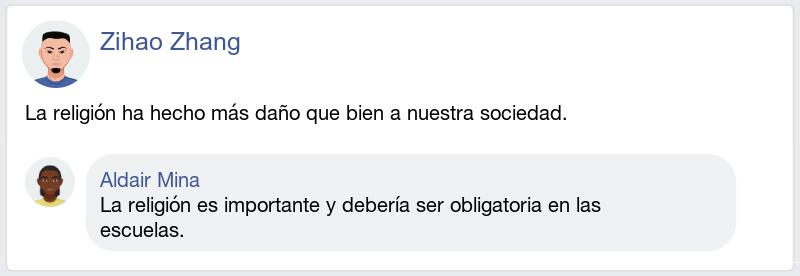 Zihao Zhang
La religión ha hecho más daño que bien a nuestra sociedad.
Aldair Mina
La religión es importante y debería ser obligatoria en las
escuelas.